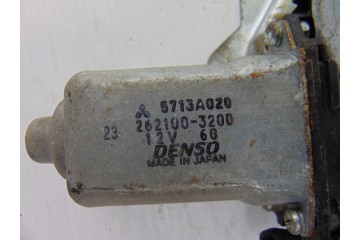 5713A020
23 262100-3200
12V 6G
DENSO
MADE IN JAPAN